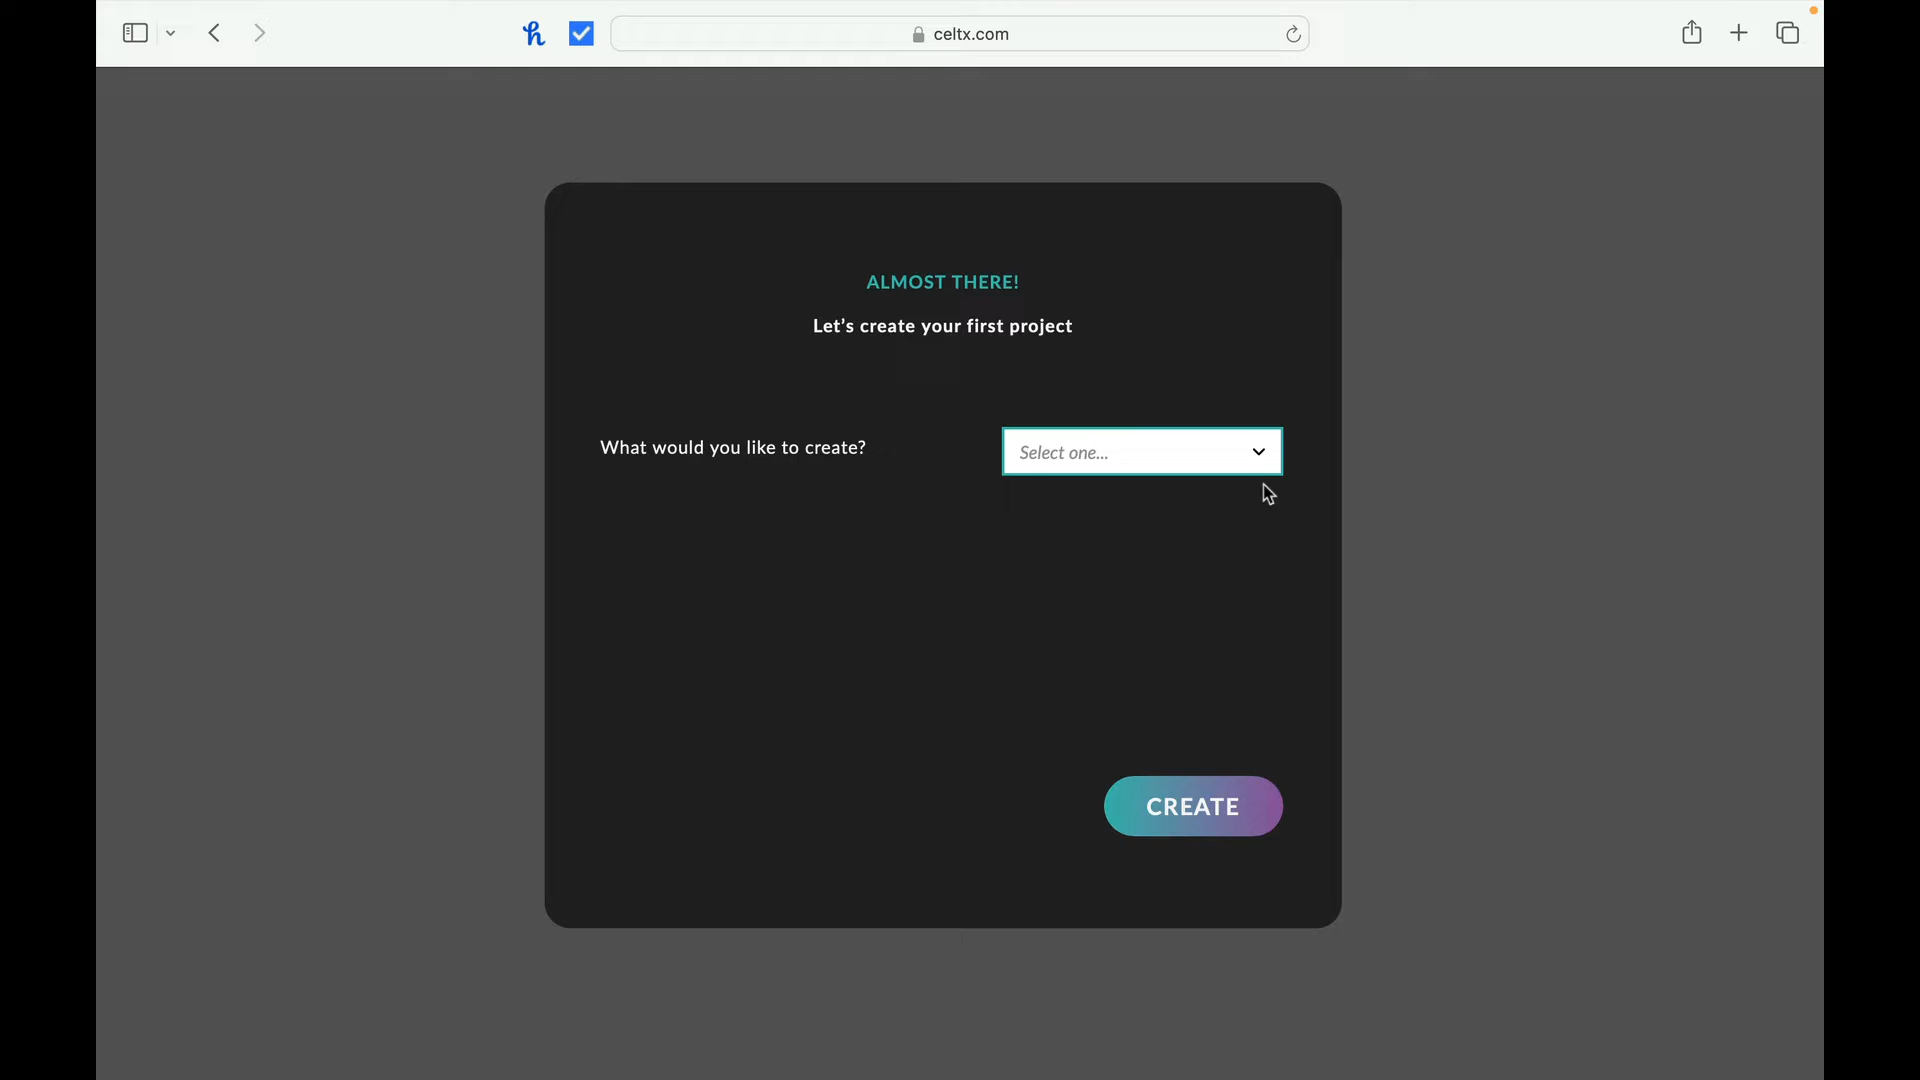 celtx.com
ALMOST THERE!
Let’s create your first project
What would you like to create?
Select one...
CREATE